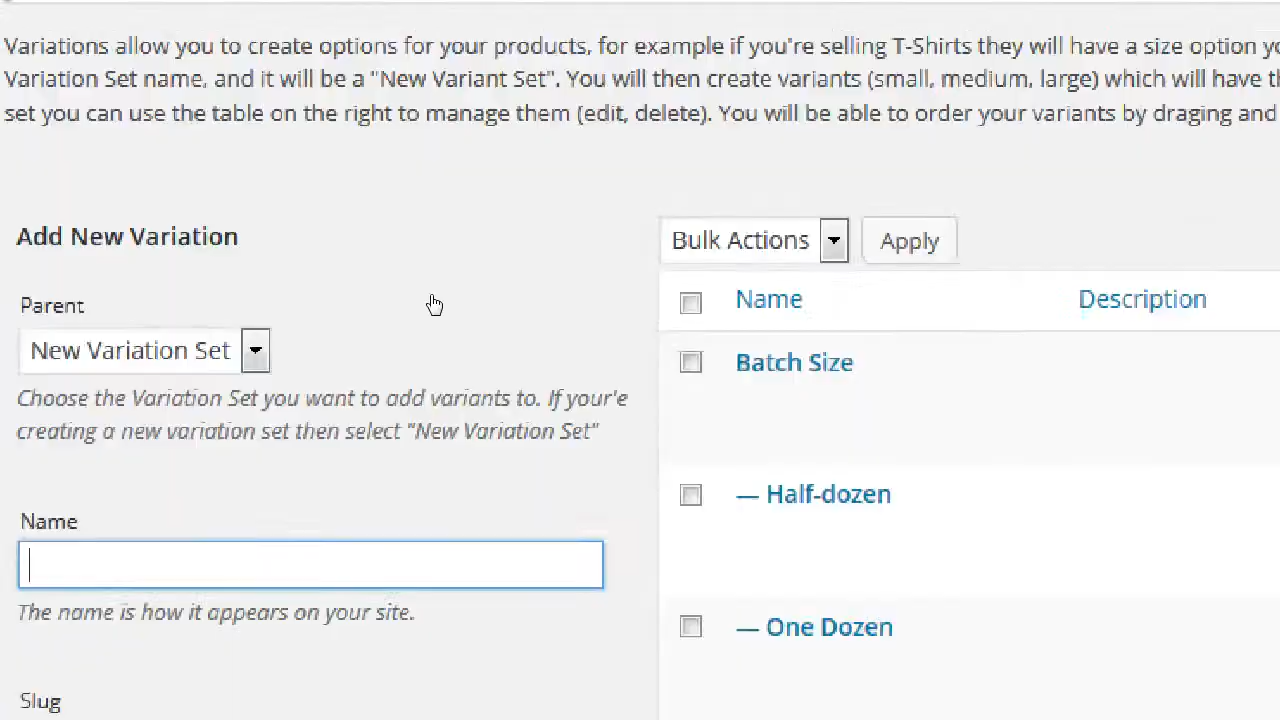 Variations allow you to create options for your products, for example if you're selling T-Shirts they will have a size option
Variation Set name, and it will be a "New Variant Set". You will then create variants (small, medium, large) which will have
set you can use the table on the right to manage them (edit, delete). You will be able to order your variants by draging and
Add New Variation
Bulk Actions Apply
Parent
Name Description
New Variation Set
Batch Size
Choose the Variation Set you want to add variants to. If your'e
creating a new variation set then select "New Variation Set"
— Half-dozen
Name
The name is how it appears on your site.
— One Dozen
Slug